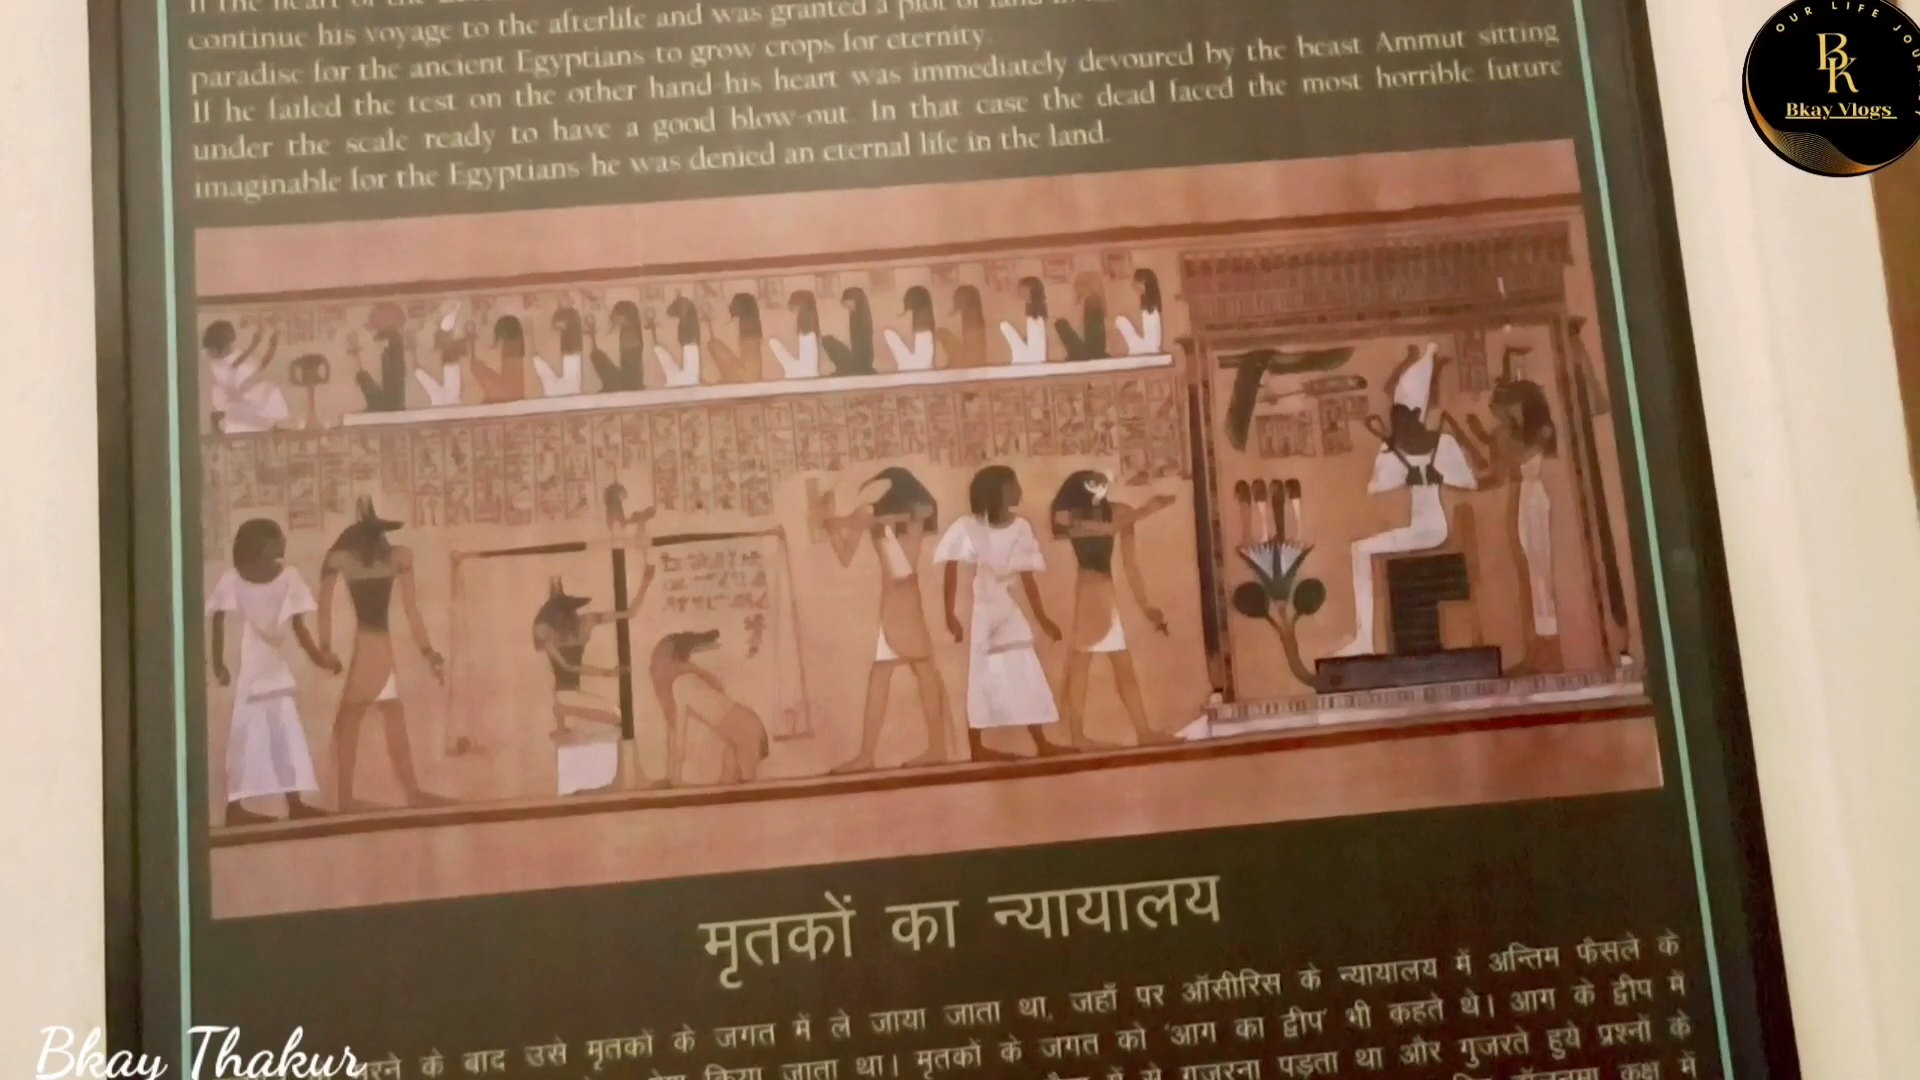 continue his voyage to the afterlife and was granted a plot of land in
paradise for the ancient Egyptians to grow crops for eternity.
If he failed the test on the other hand his heart was immediately devoured by the beast Ammut sitting
under the scale ready to have a good blow-out. In that case the dead faced the most horrible future
imaginable for the Egyptians he was denied an eternal life in the land.
मृतकों का न्यायालय
मरने के बाद उसे मृतकों के जगत में ले जाया जाता था, जहाँ पर ऑसीरिस के न्यायालय में अन्तिम फैसले के
किया जाता था। मृतकों के जगत को 'आग का द्वीप' भी कहते थे। आग के द्वीप में
में से गुजरना पड़ता था और गुजरते हुये प्रश्नों के
कक्ष में
OUR LIFE
BK
Bkay Vlogs
Bkay Thakur